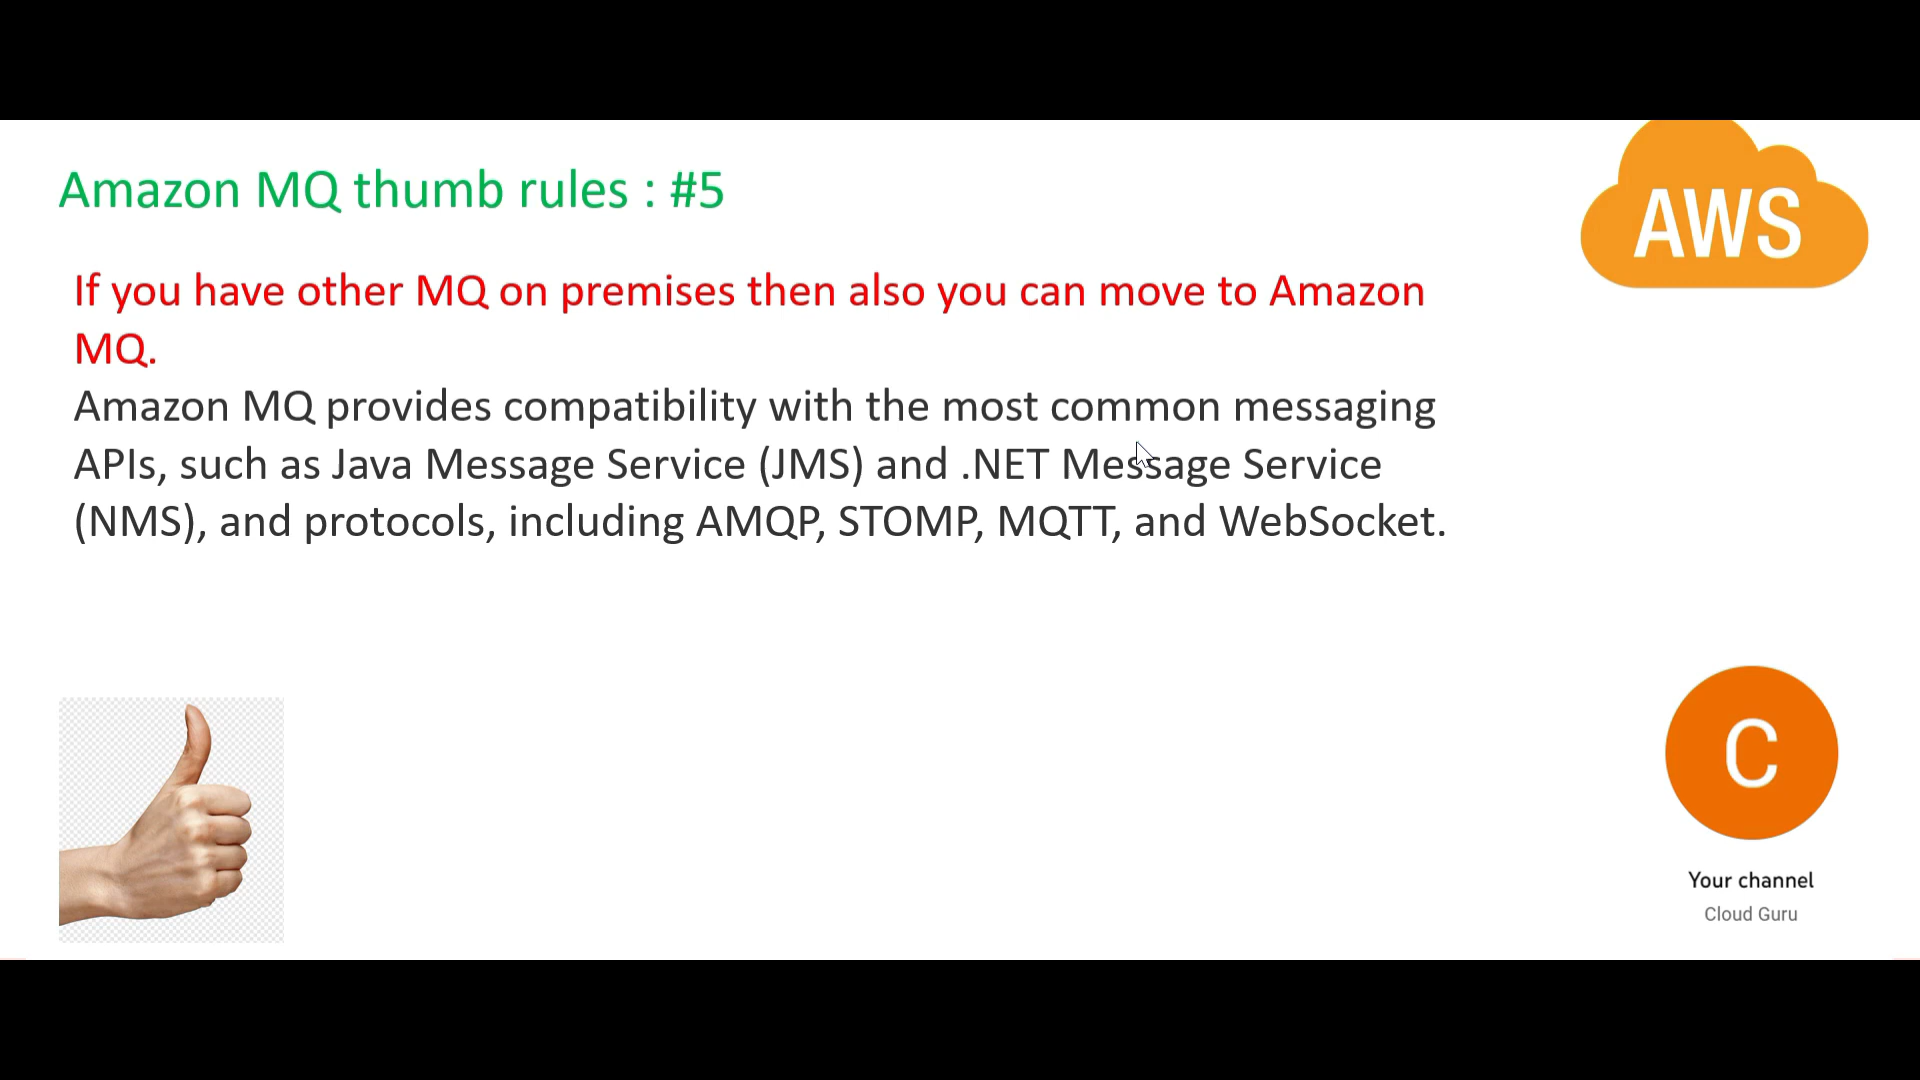 Amazon MQ thumb rules : #5
AWS
If you have other MQ on premises then also you can move to Amazon
MQ.
Amazon MQ provides compatibility with the most common messaging
APIs, such as Java Message Service (JMS) and .NET Message Service
(NMS), and protocols, including AMQP, STOMP, MQTT, and WebSocket.
C
Your channel
Cloud Guru